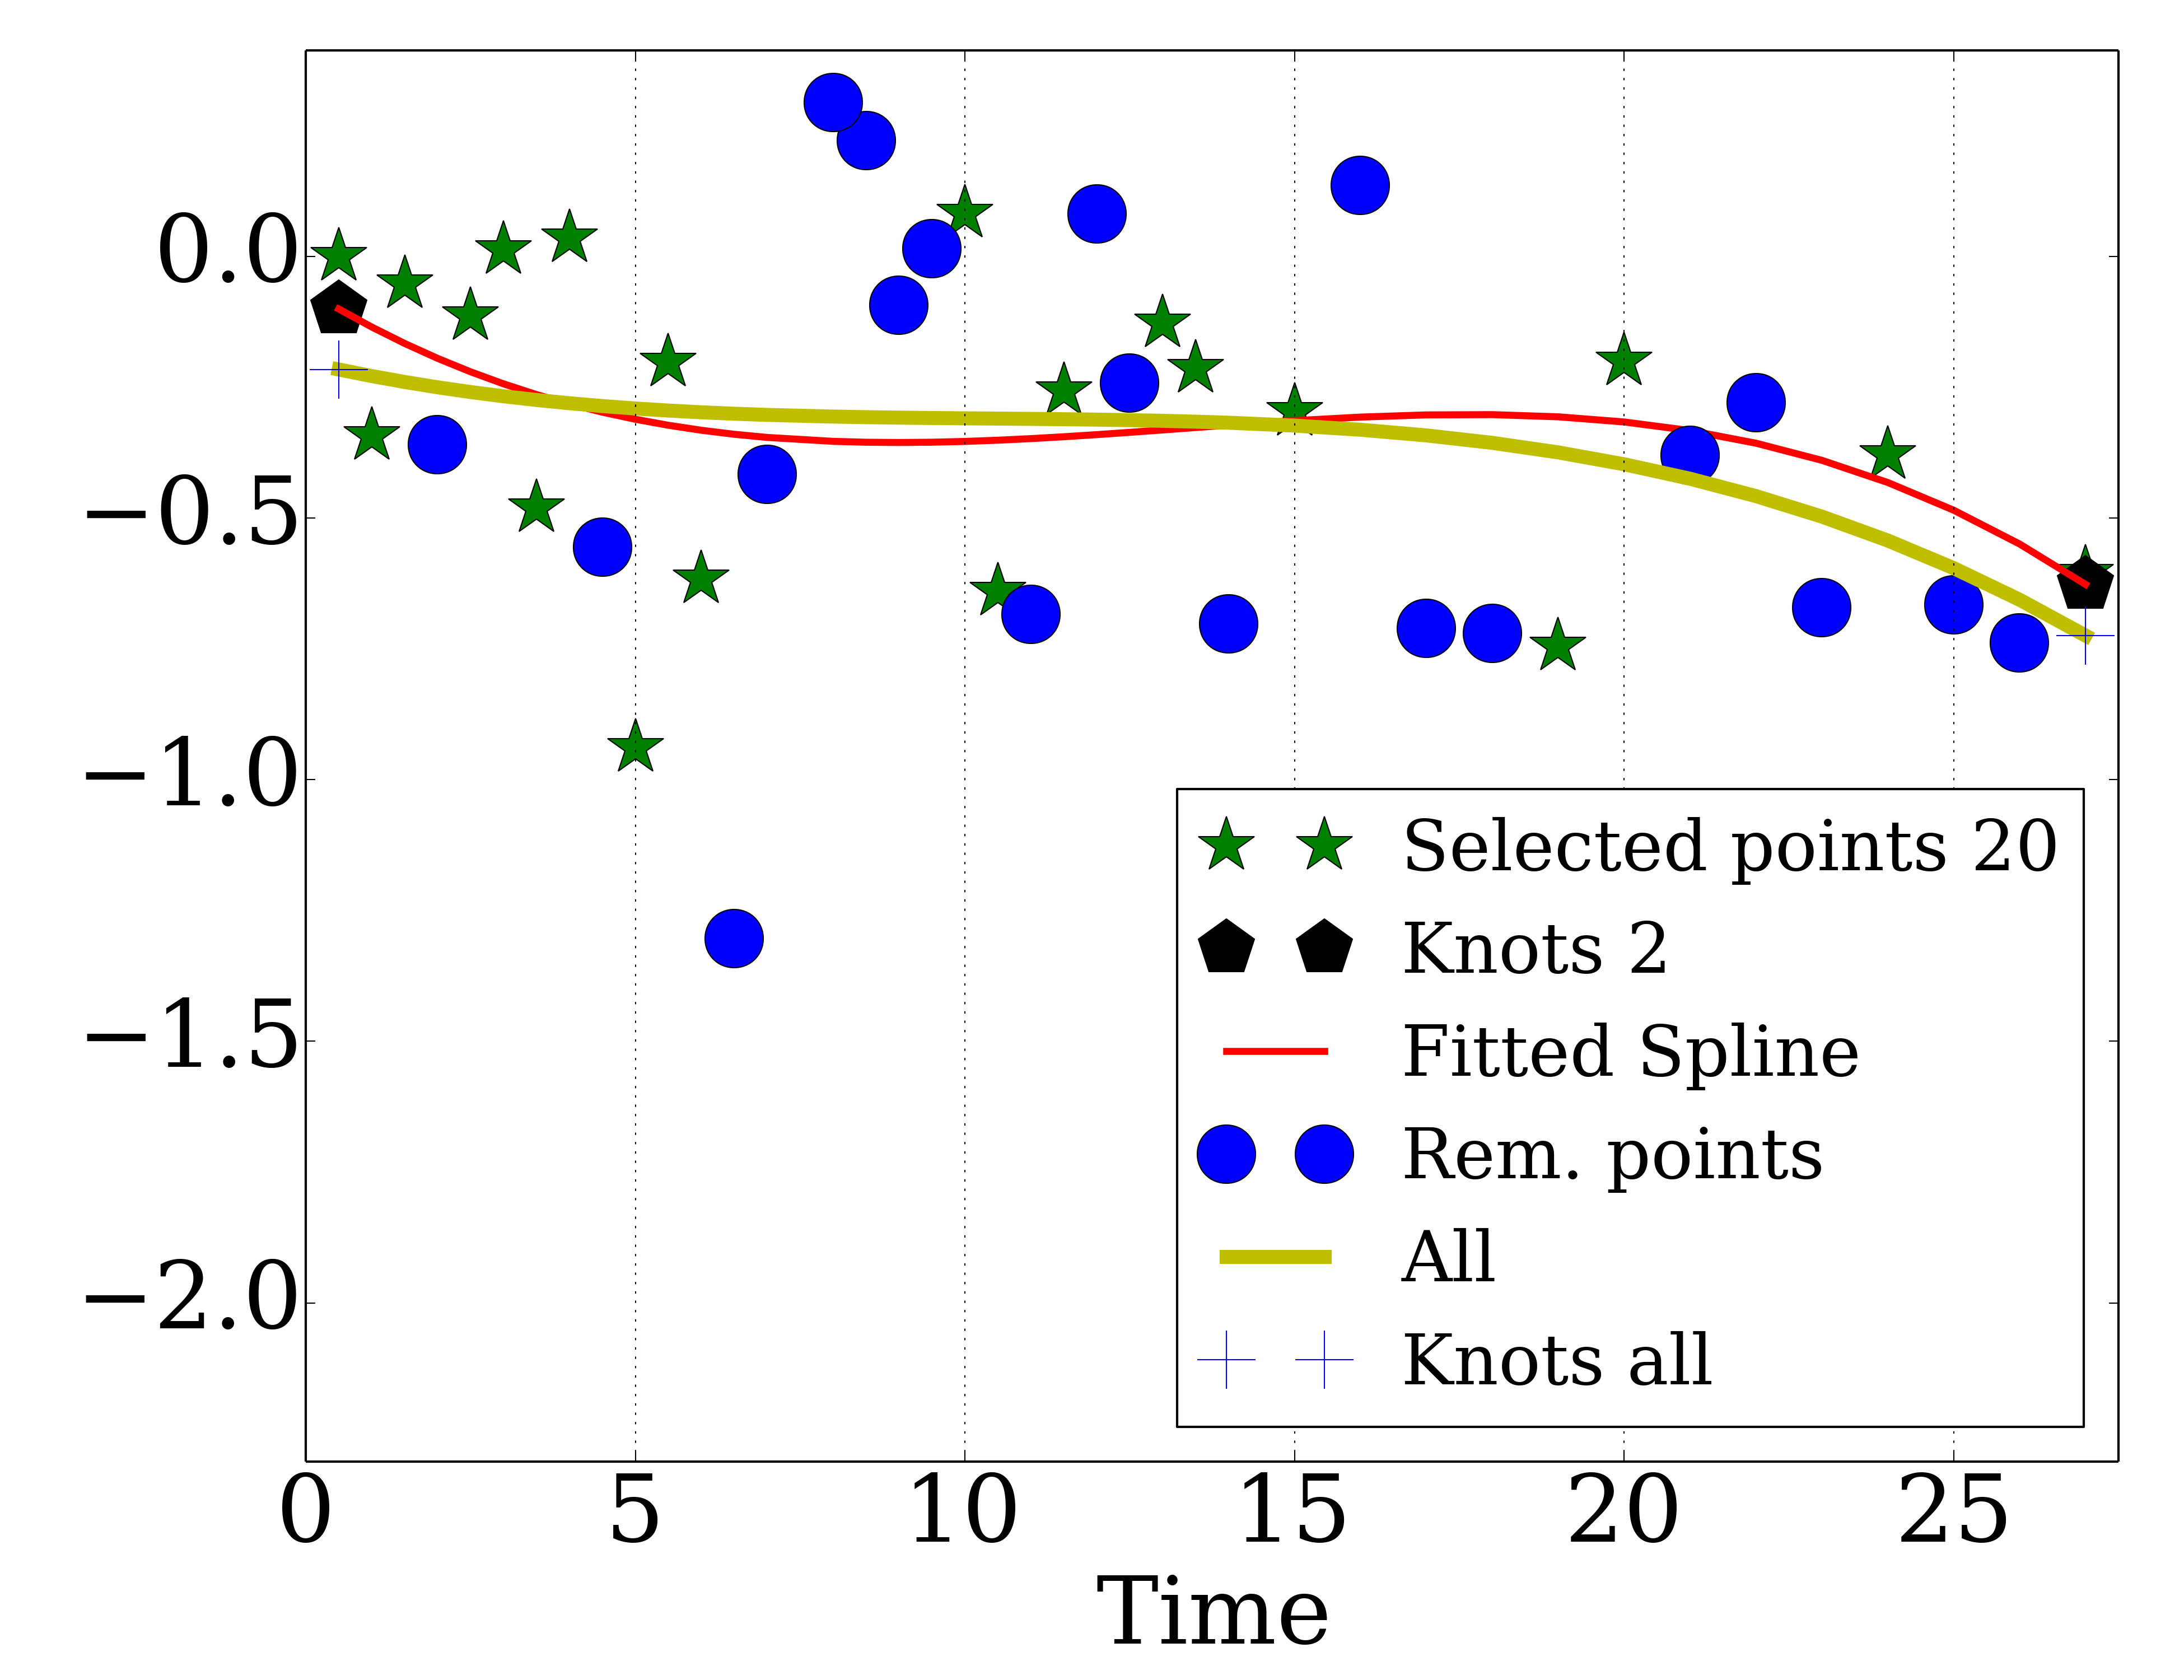 0.0
−0.5
−1.0
−1.5
−2.0
Selected points 20
Knots 2
Fitted Spline
Rem. points
All
Knots all
0 5 10 15 20 25
Time